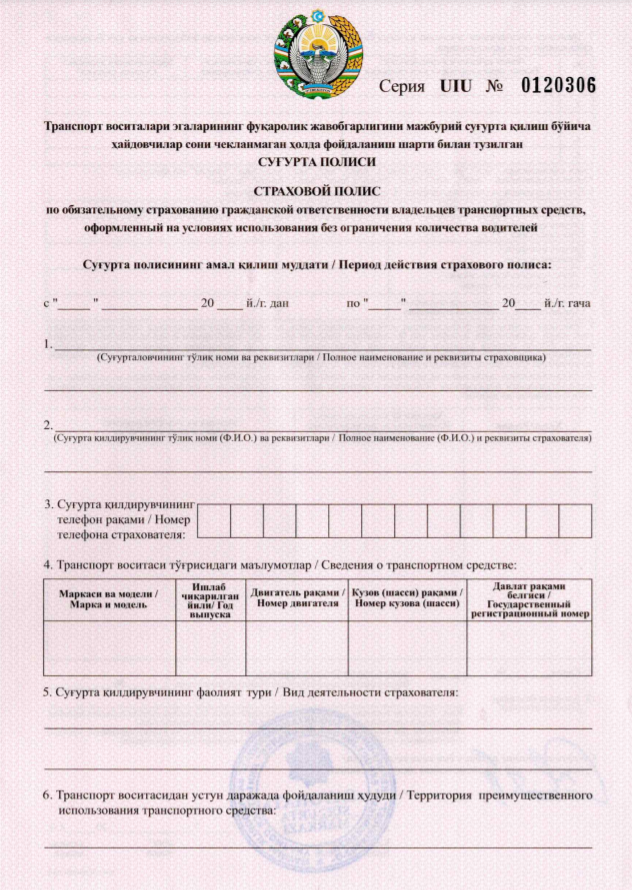 Серия UIU № 0120306
Транспорт воситалари эгаларининг фуқаролик жавобгарлигини мажбурий суғурта қилиш бўйича
ҳайдовчилар сони чекланмаган ҳолда фойдаланиш шарти билан тузилган
СУҒУРТА ПОЛИСИ
СТРАХОВОЙ ПОЛИС
по обязательному страхованию гражданской ответственности владельцев транспортных средств,
оформленный на условиях использования без ограничения количества водителей
Суғурта полисининг амал қилиш муддати / Период действия страхового полиса:
с "_____ " _______________ 20 ____ й./г. дан по "_____" ______________ 20____ й./г. гача
1.
(Суғурталовчининг тўлиқ номи ва реквизитлари / Полное наименование и реквизиты страховщика)
2.
(Суғурта қилдирувчининг тўлиқ номи (Ф.И.О.) ва реквизитлари / Полное наименование (Ф.И.О.) и реквизиты страхователя)
3. Суғурта қилдирувчининг
телефон рақами / Номер
телефона страхователя:
4. Транспорт воситаси тўғрисидаги маълумотлар / Сведения о транспортном средстве:
Маркаси ва модели /
Марка и модель
Ишлаб
чиқарилган
йили/ Год
выпуска
Двигатель рақами /
Номер двигателя
Кузов (шасси) рақами /
Номер кузова (шасси)
Давлат рақами
белгиси /
Государственный
регистрационный номер
5. Суғурта қилдирувчининг фаолият тури / Вид деятельности страхователя:
6. Транспорт воситасидан устун даражада фойдаланиш ҳудуди / Территория преимущественного
использования транспортного средства: